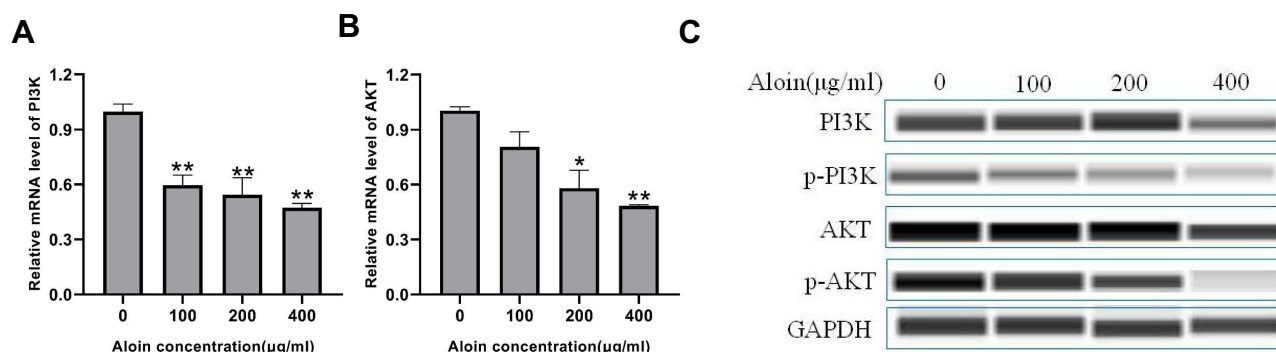 A
Relative mRNA level of PI3K
1.2
0.9
0.6
0.3
0.0
**
**
**
0 100 200 400
Aloin concentration(μg/ml)
B
Relative mRNA level of AKT
1.2
0.9
0.6
0.3
0.0
*
**
0 100 200 400
Aloin concentration(μg/ml)
C
Aloin(μg/ml) 0 100 200 400
PI3K
p-PI3K
AKT
p-AKT
GAPDH